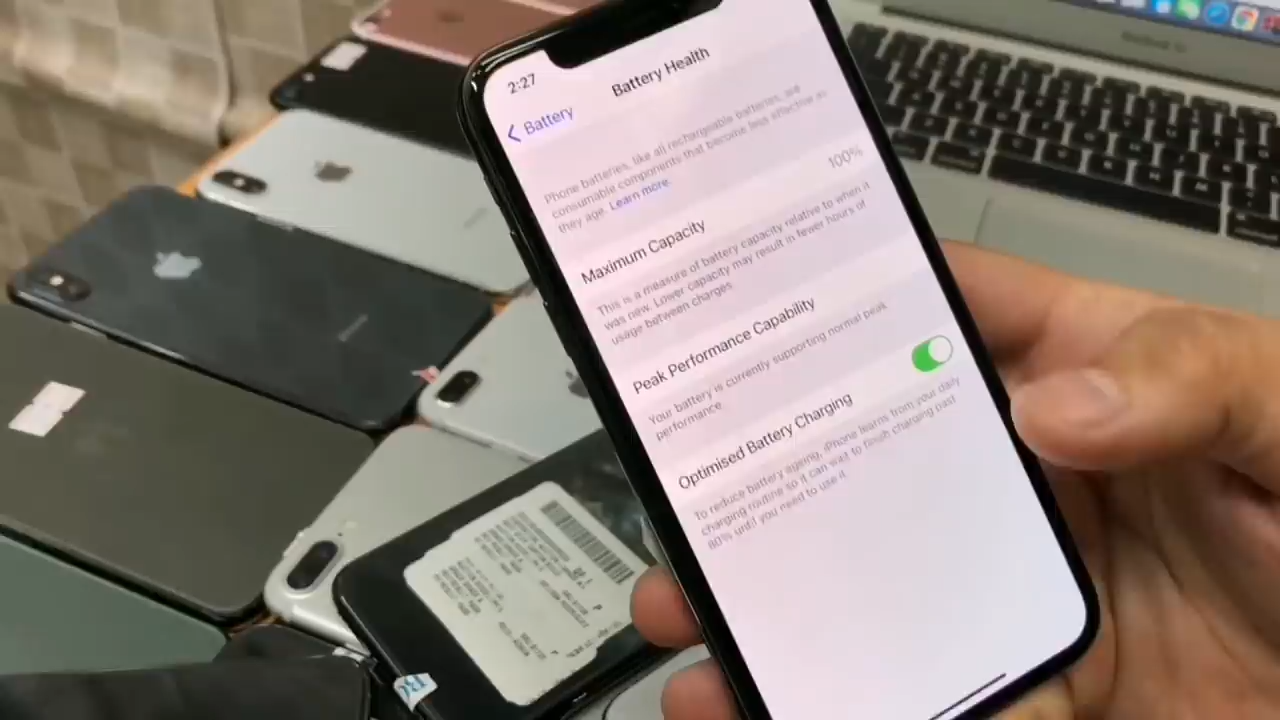 2:27
Battery
Battery Health
Phone batteries, like all rechargeable batteries, are
consumable components that become less effective as
they age. Learn more.
Maximum Capacity
100%
This is a measure of battery capacity relative to when it
was new. Lower capacity may result in fewer hours of
usage between charges.
Peak Performance Capability
Your battery is currently supporting normal peak
performance.
Optimised Battery Charging
To reduce battery ageing, iPhone learns from your daily
charging routine so it can wait to finish charging past
80% until you need to use it.